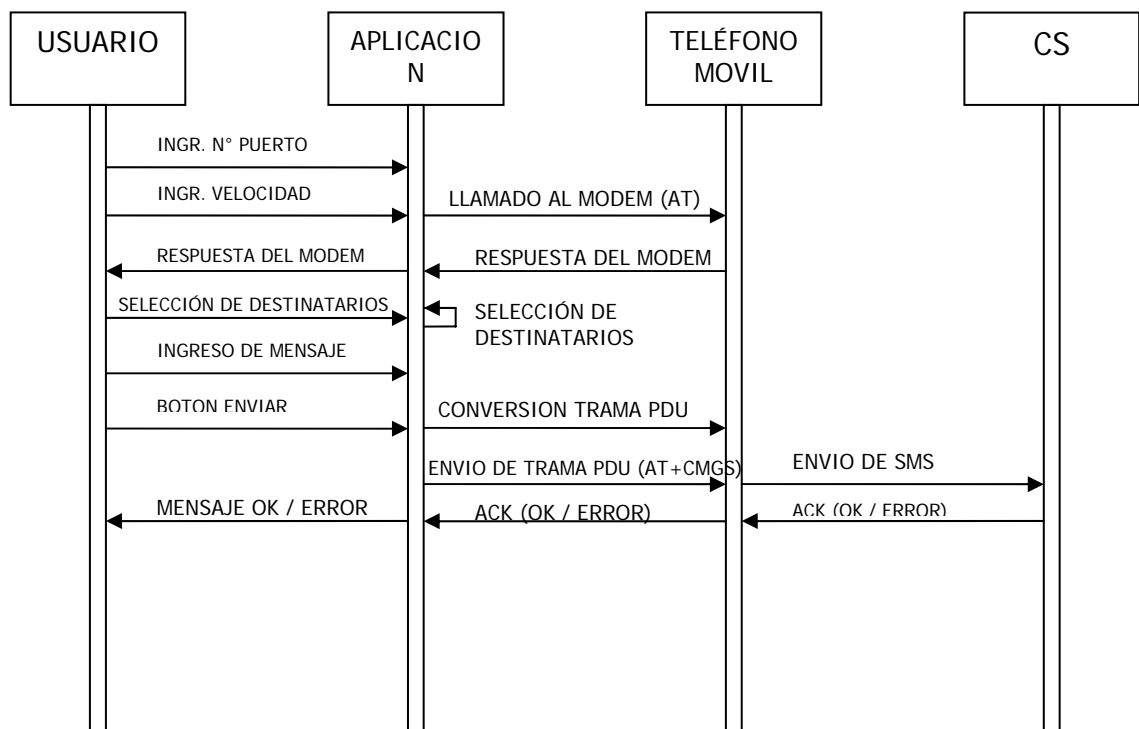 USUARIO
APLICACIO
N
TELÉFONO
MOVIL
CS
INGR. N° PUERTO
INGR. VELOCIDAD
LLAMADO AL MODEM (AT)
RESPUESTA DEL MODEM
RESPUESTA DEL MODEM
SELECCIÓN DE DESTINATARIOS
SELECCIÓN DE
DESTINATARIOS
INGRESO DE MENSAJE
BOTON ENVIAR
CONVERSION TRAMA PDU
ENVIO DE TRAMA PDU (AT+CMGS)
ENVIO DE SMS
MENSAJE OK / ERROR
ACK (OK / ERROR)
ACK (OK / ERROR)